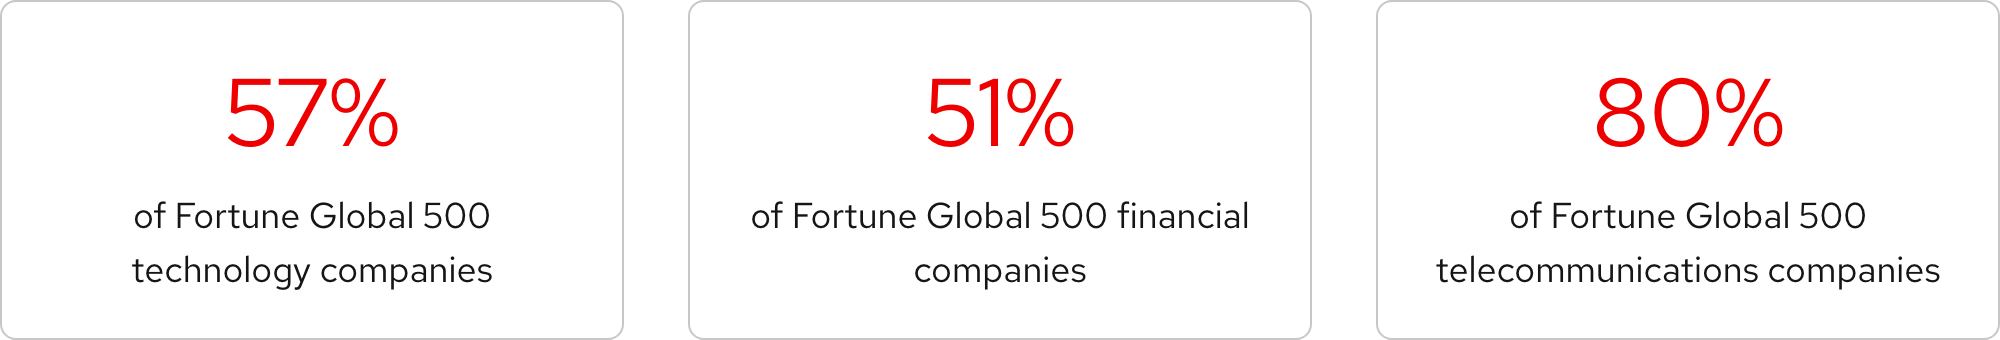 57%
of Fortune Global 500
technology companies
51%
of Fortune Global 500 financial
companies
80%
of Fortune Global 500
telecommunications companies